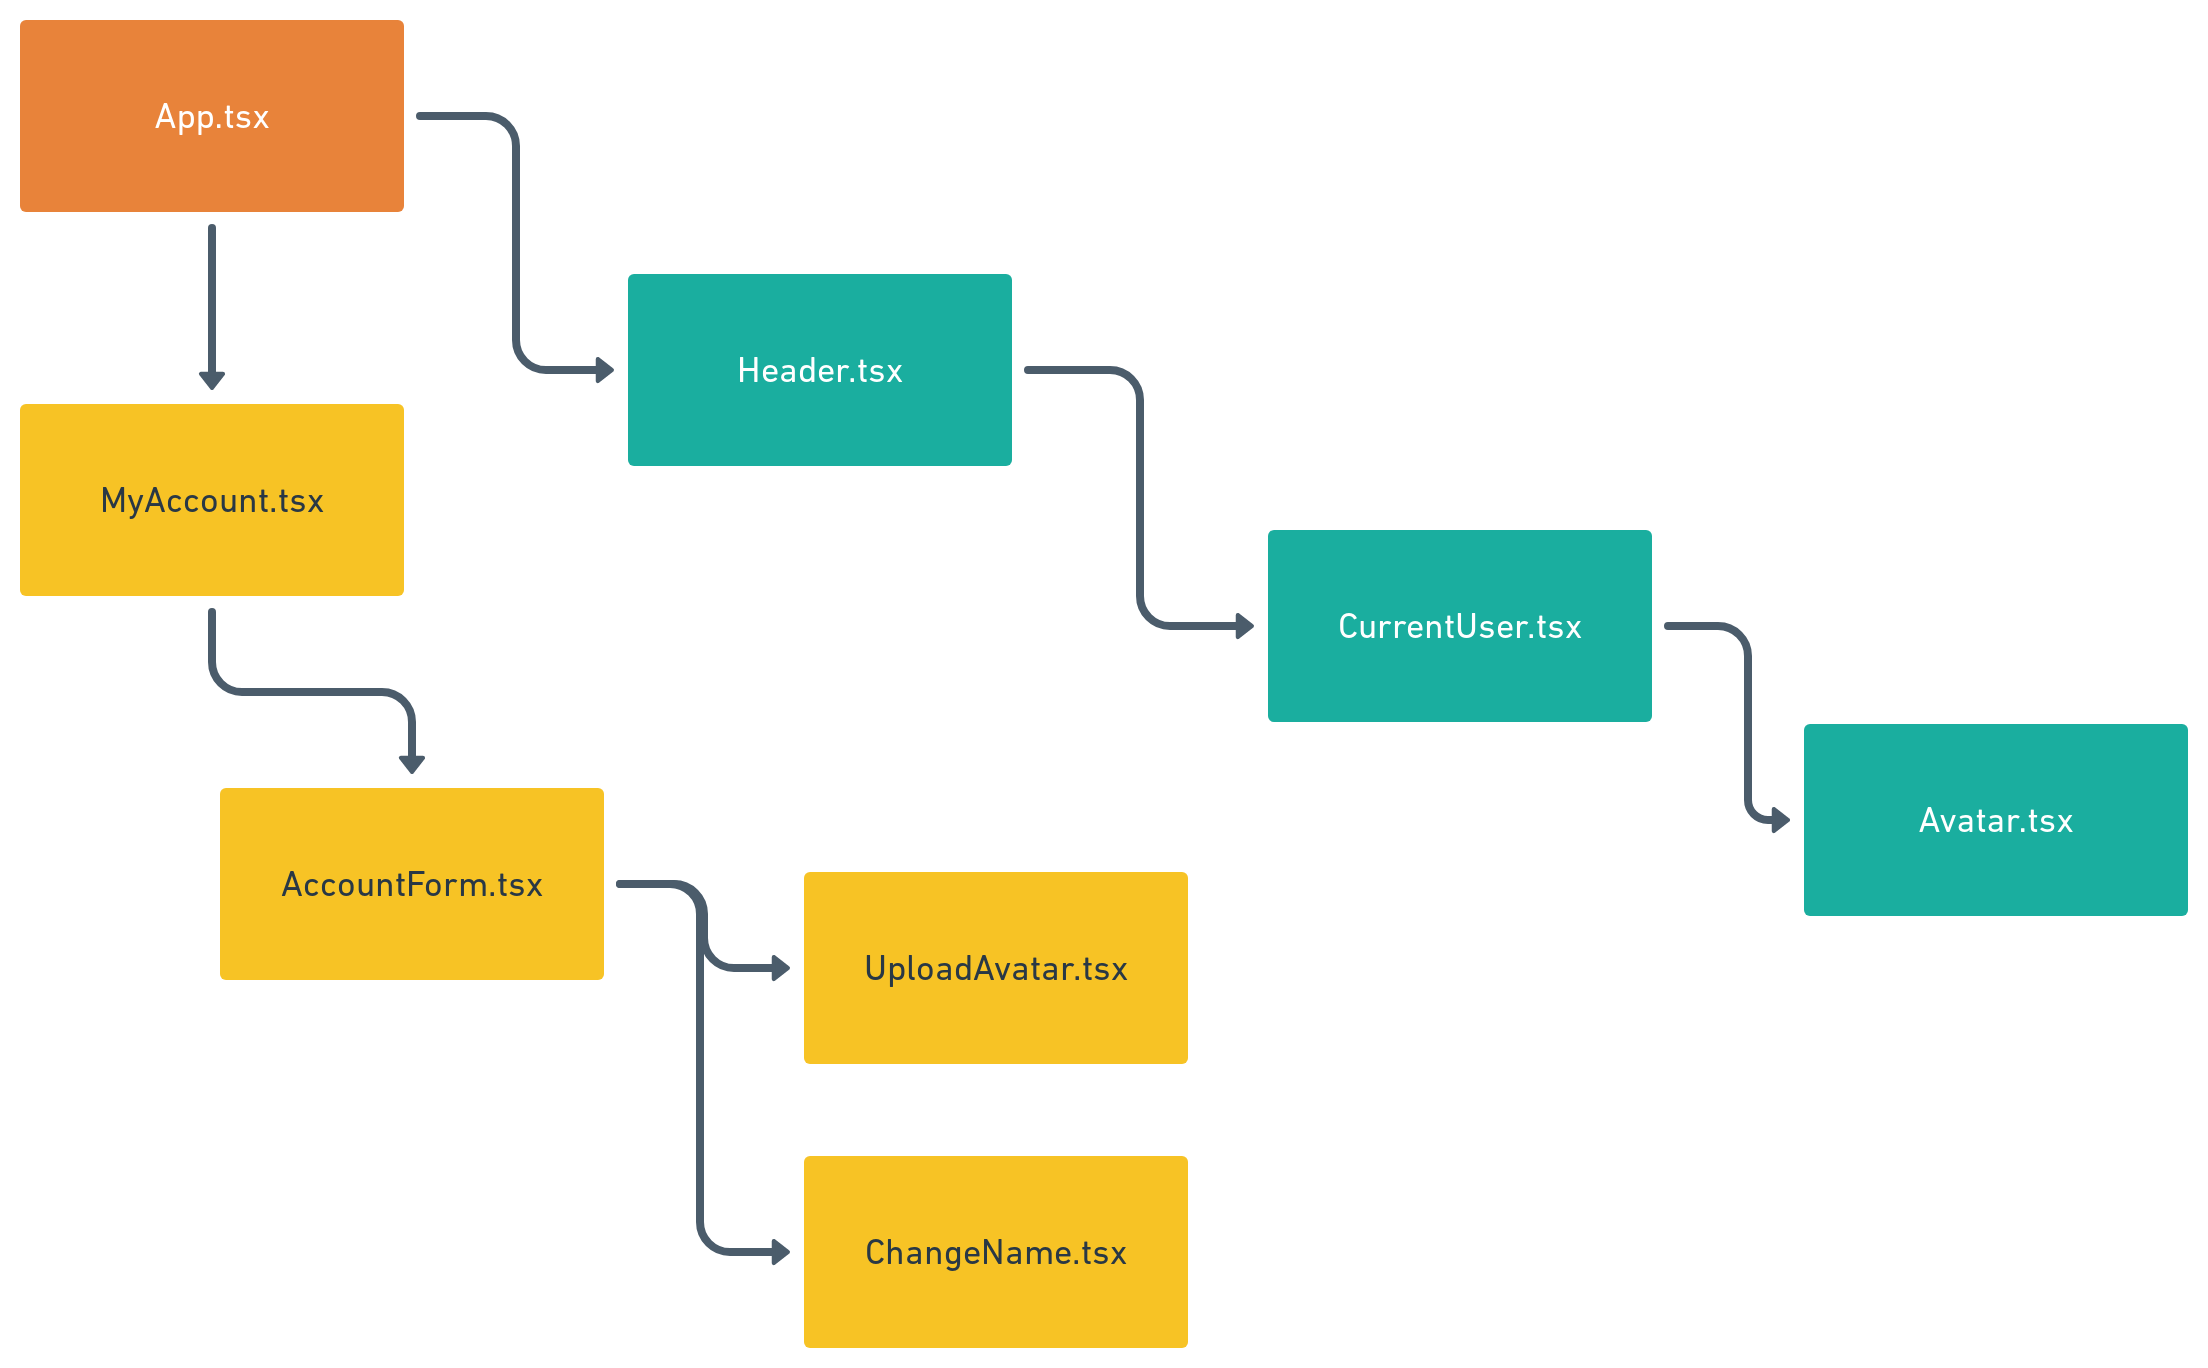 App.tsx
Header.tsx
MyAccount.tsx
CurrentUser.tsx
Avatar.tsx
AccountForm.tsx
UploadAvatar.tsx
ChangeName.tsx